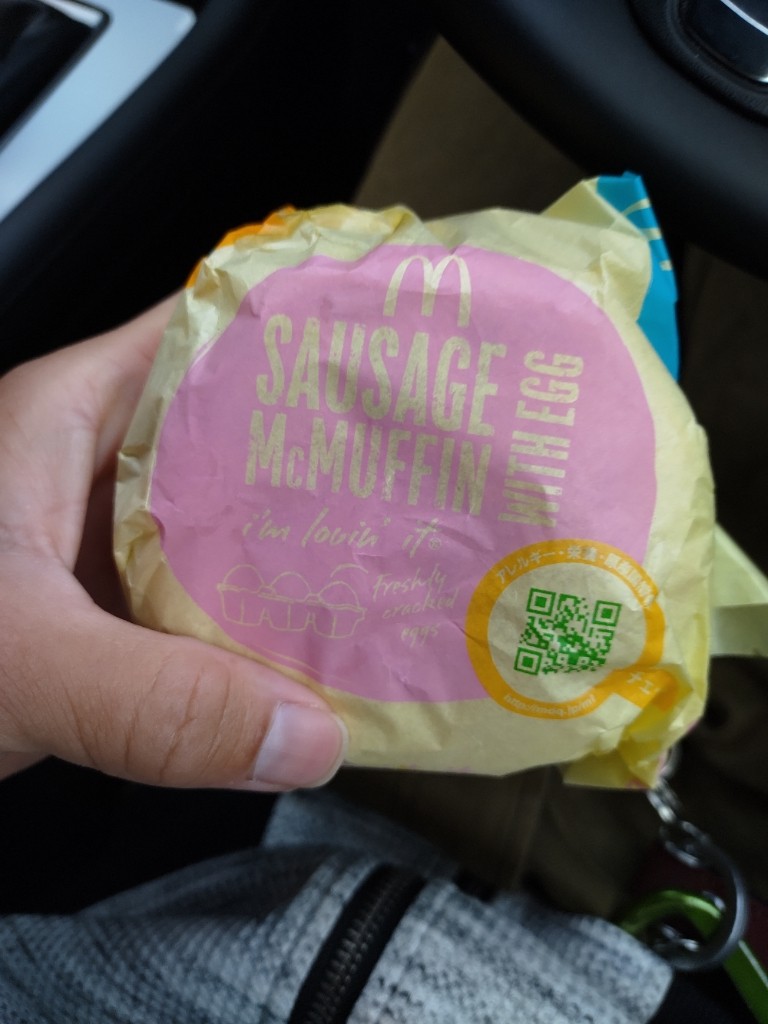 SAUSAGE
McMUFFIN
WITH EGG
i'm lovin' it®
Freshly
cracked
eggs
アレルギー・栄養・原産国情報